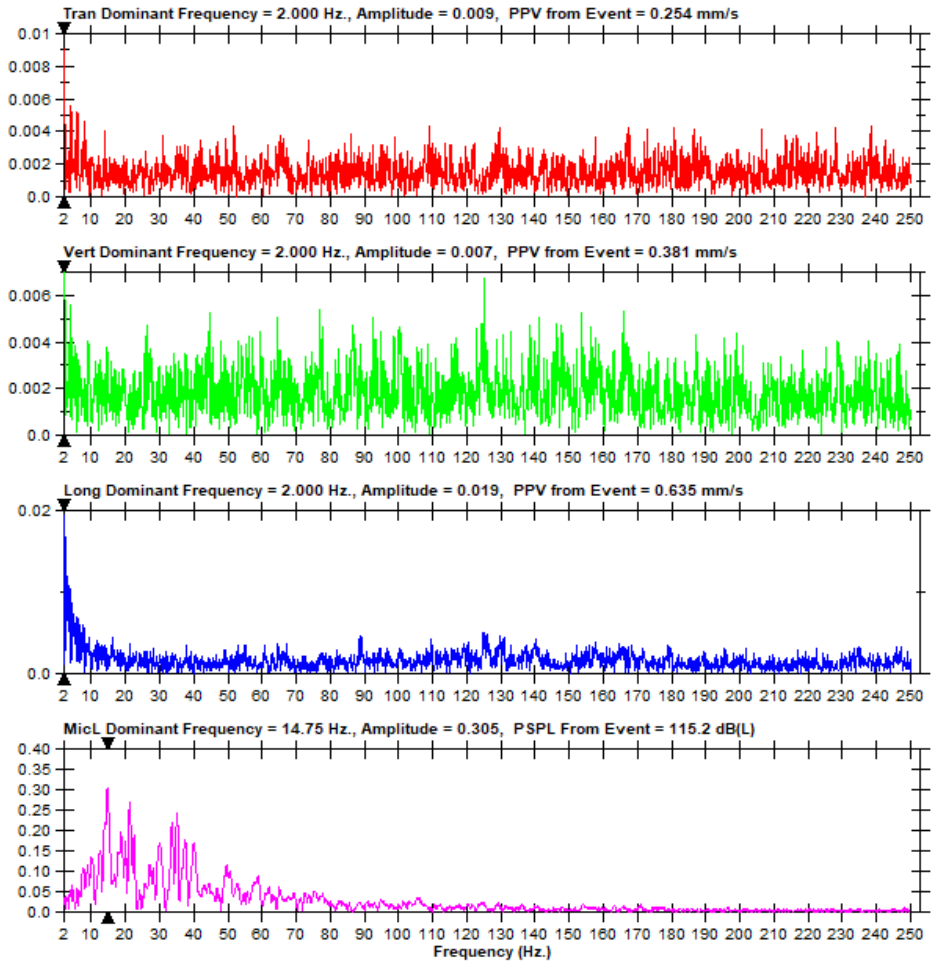 Tran Dominant Frequency = 2.000 Hz., Amplitude = 0.009, PPV from Event = 0.254 mm/s
0.01
0.008
0.006
0.004
0.002
0.0
2 10 20 30 40 50 60 70 80 90 100 110 120 130 140 150 160 170 180 190 200 210 220 230 240 250
Vert Dominant Frequency = 2.000 Hz., Amplitude = 0.007, PPV from Event = 0.381 mm/s
0.006
0.004
0.002
0.0
2 10 20 30 40 50 60 70 80 90 100 110 120 130 140 150 160 170 180 190 200 210 220 230 240 250
Long Dominant Frequency = 2.000 Hz., Amplitude = 0.019, PPV from Event = 0.635 mm/s
0.02
0.0
2 10 20 30 40 50 60 70 80 90 100 110 120 130 140 150 160 170 180 190 200 210 220 230 240 250
MicL Dominant Frequency = 14.75 Hz., Amplitude = 0.305, PSPL From Event = 115.2 dB(L)
0.40
0.35
0.30
0.25
0.20
0.15
0.10
0.05
0.0
2 10 20 30 40 50 60 70 80 90 100 110 120 130 140 150 160 170 180 190 200 210 220 230 240 250
Frequency (Hz.)